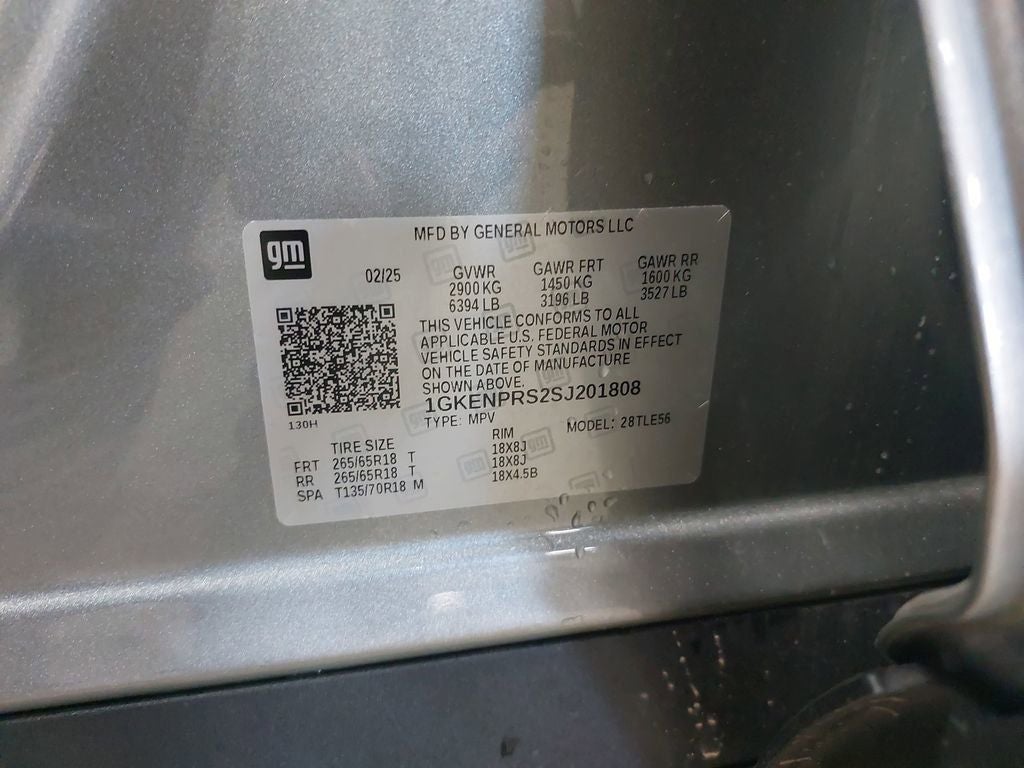 gm
MFD BY GENERAL MOTORS LLC
02/25
GVWR GAWR FRT GAWR RR
2900 KG 1450 KG 1600 KG
6394 LB 3196 LB 3527 LB
THIS VEHICLE CONFORMS TO ALL
APPLICABLE U.S. FEDERAL MOTOR
VEHICLE SAFETY STANDARDS IN EFFECT
ON THE DATE OF MANUFACTURE
SHOWN ABOVE.
1GKENPRS2SJ201808
130H
TYPE: MPV MODEL: 28TLE56
TIRE SIZE RIM
FRT 265/65R18 T 18X8J
RR 265/65R18 T 18X8J
SPA T135/70R18 M 18X4.5B